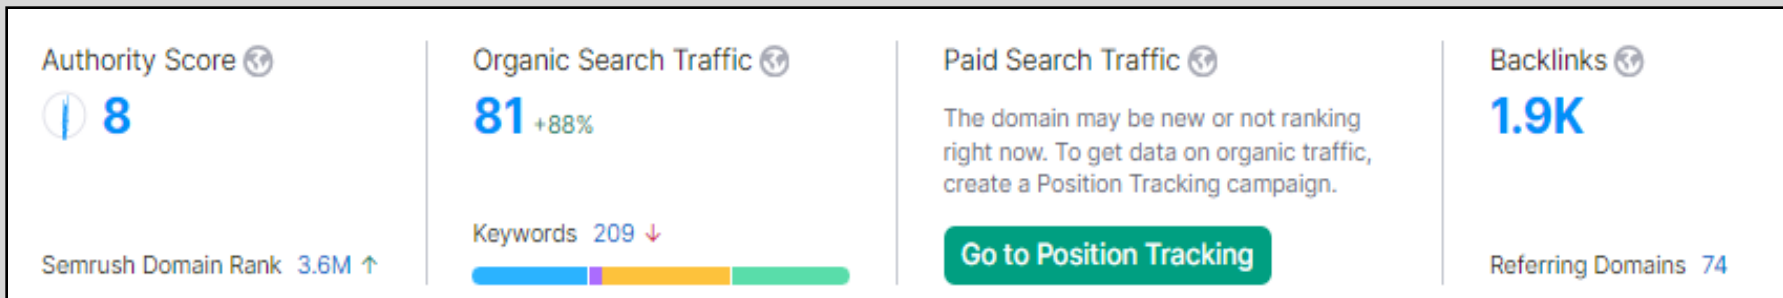 Authority Score
8
Semrush Domain Rank 3.6M ↑
Organic Search Traffic
81 +88%
Keywords 209 ↓
Paid Search Traffic
The domain may be new or not ranking
right now. To get data on organic traffic,
create a Position Tracking campaign.
Go to Position Tracking
Backlinks
1.9K
Referring Domains 74